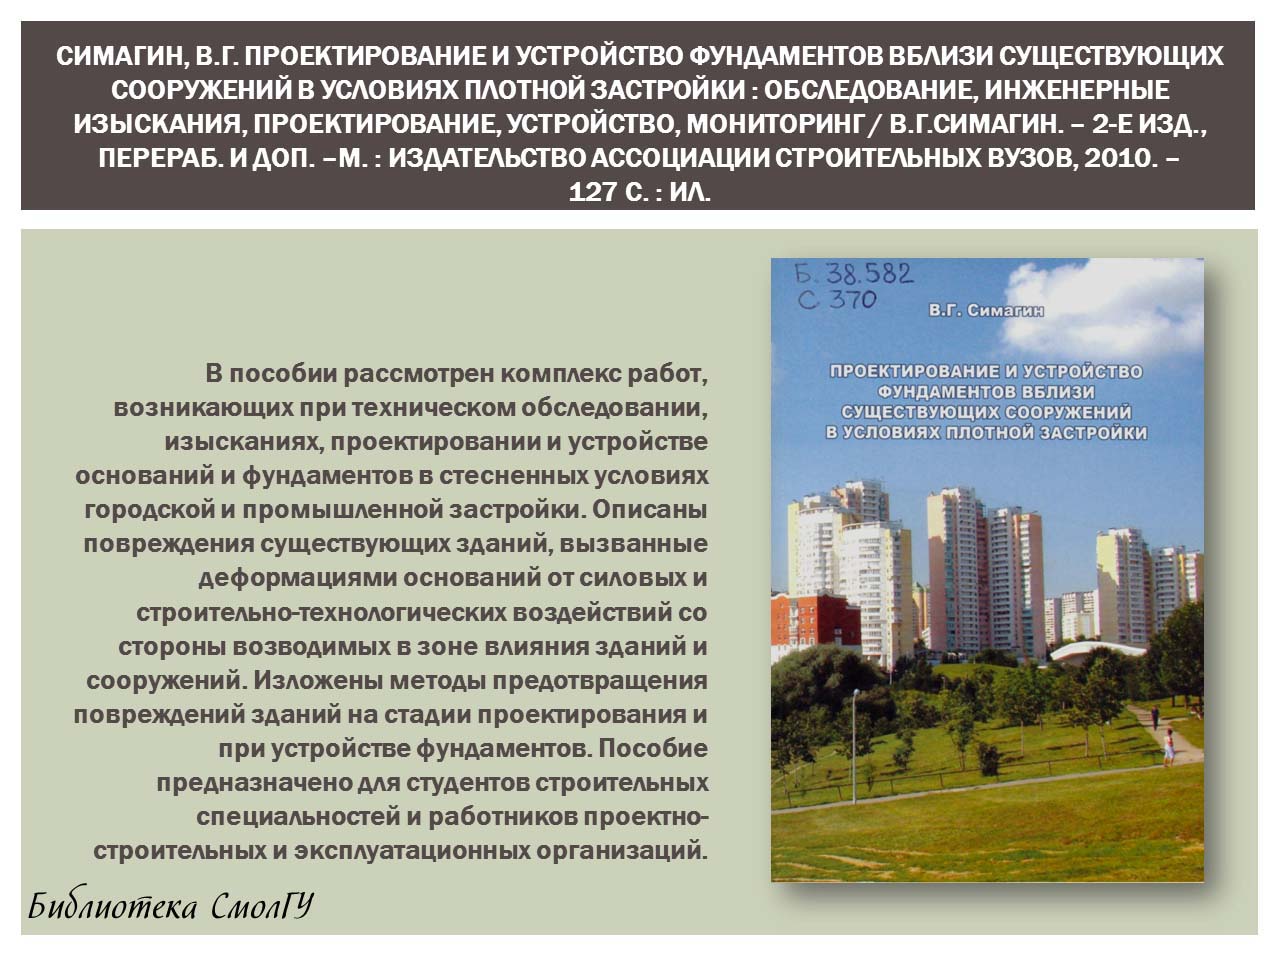 СИМАГИН, В.Г. ПРОЕКТИРОВАНИЕ И УСТРОЙСТВО ФУНДАМЕНТОВ ВБЛИЗИ СУЩЕСТВУЮЩИХ
СООРУЖЕНИЙ В УСЛОВИЯХ ПЛОТНОЙ ЗАСТРОЙКИ : ОБСЛЕДОВАНИЕ, ИНЖЕНЕРНЫЕ
ИЗЫСКАНИЯ, ПРОЕКТИРОВАНИЕ, УСТРОЙСТВО, МОНИТОРИНГ / В.Г.СИМАГИН. – 2-Е ИЗД.,
ПЕРЕРАБ. И ДОП. –М. : ИЗДАТЕЛЬСТВО АССОЦИАЦИИ СТРОИТЕЛЬНЫХ ВУЗОВ, 2010. –
127 С. : ИЛ.
В пособии рассмотрен комплекс работ,
возникающих при техническом обследовании,
изысканиях, проектировании и устройстве
оснований и фундаментов в стесненных условиях
городской и промышленной застройки. Описаны
повреждения существующих зданий, вызванные
деформациями оснований от силовых и
строительно-технологических воздействий со
стороны возводимых в зоне влияния зданий и
сооружений. Изложены методы предотвращения
повреждений зданий на стадии проектирования и
при устройстве фундаментов. Пособие
предназначено для студентов строительных
специальностей и работников проектно-
строительных и эксплуатационных организаций.
Библиотека СмолГУ
Б. 38.582
С 370
В.Г. Симагин
ПРОЕКТИРОВАНИЕ И УСТРОЙСТВО
ФУНДАМЕНТОВ ВБЛИЗИ
СУЩЕСТВУЮЩИХ СООРУЖЕНИЙ
В УСЛОВИЯХ ПЛОТНОЙ ЗАСТРОЙКИ